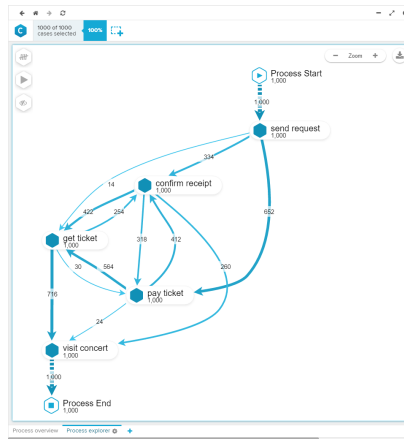 C
1000 of 1000
cases selected
100%
Zoom
Process Start
1,000
1,000
send request
1,000
334
14
confirm receipt
1,000
422
254
652
get ticket
1,000
318
412
30
564
260
pay ticket
1,000
716
24
visit concert
1,000
1,000
Process End
1,000
Process overview Process explorer